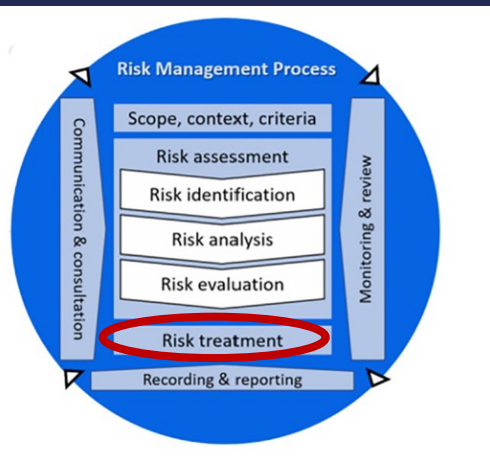 Risk Management Process
Communication & consultation
Scope, context, criteria
Risk assessment
Risk identification
Risk analysis
Risk evaluation
Risk treatment
Monitoring & review
Recording & reporting